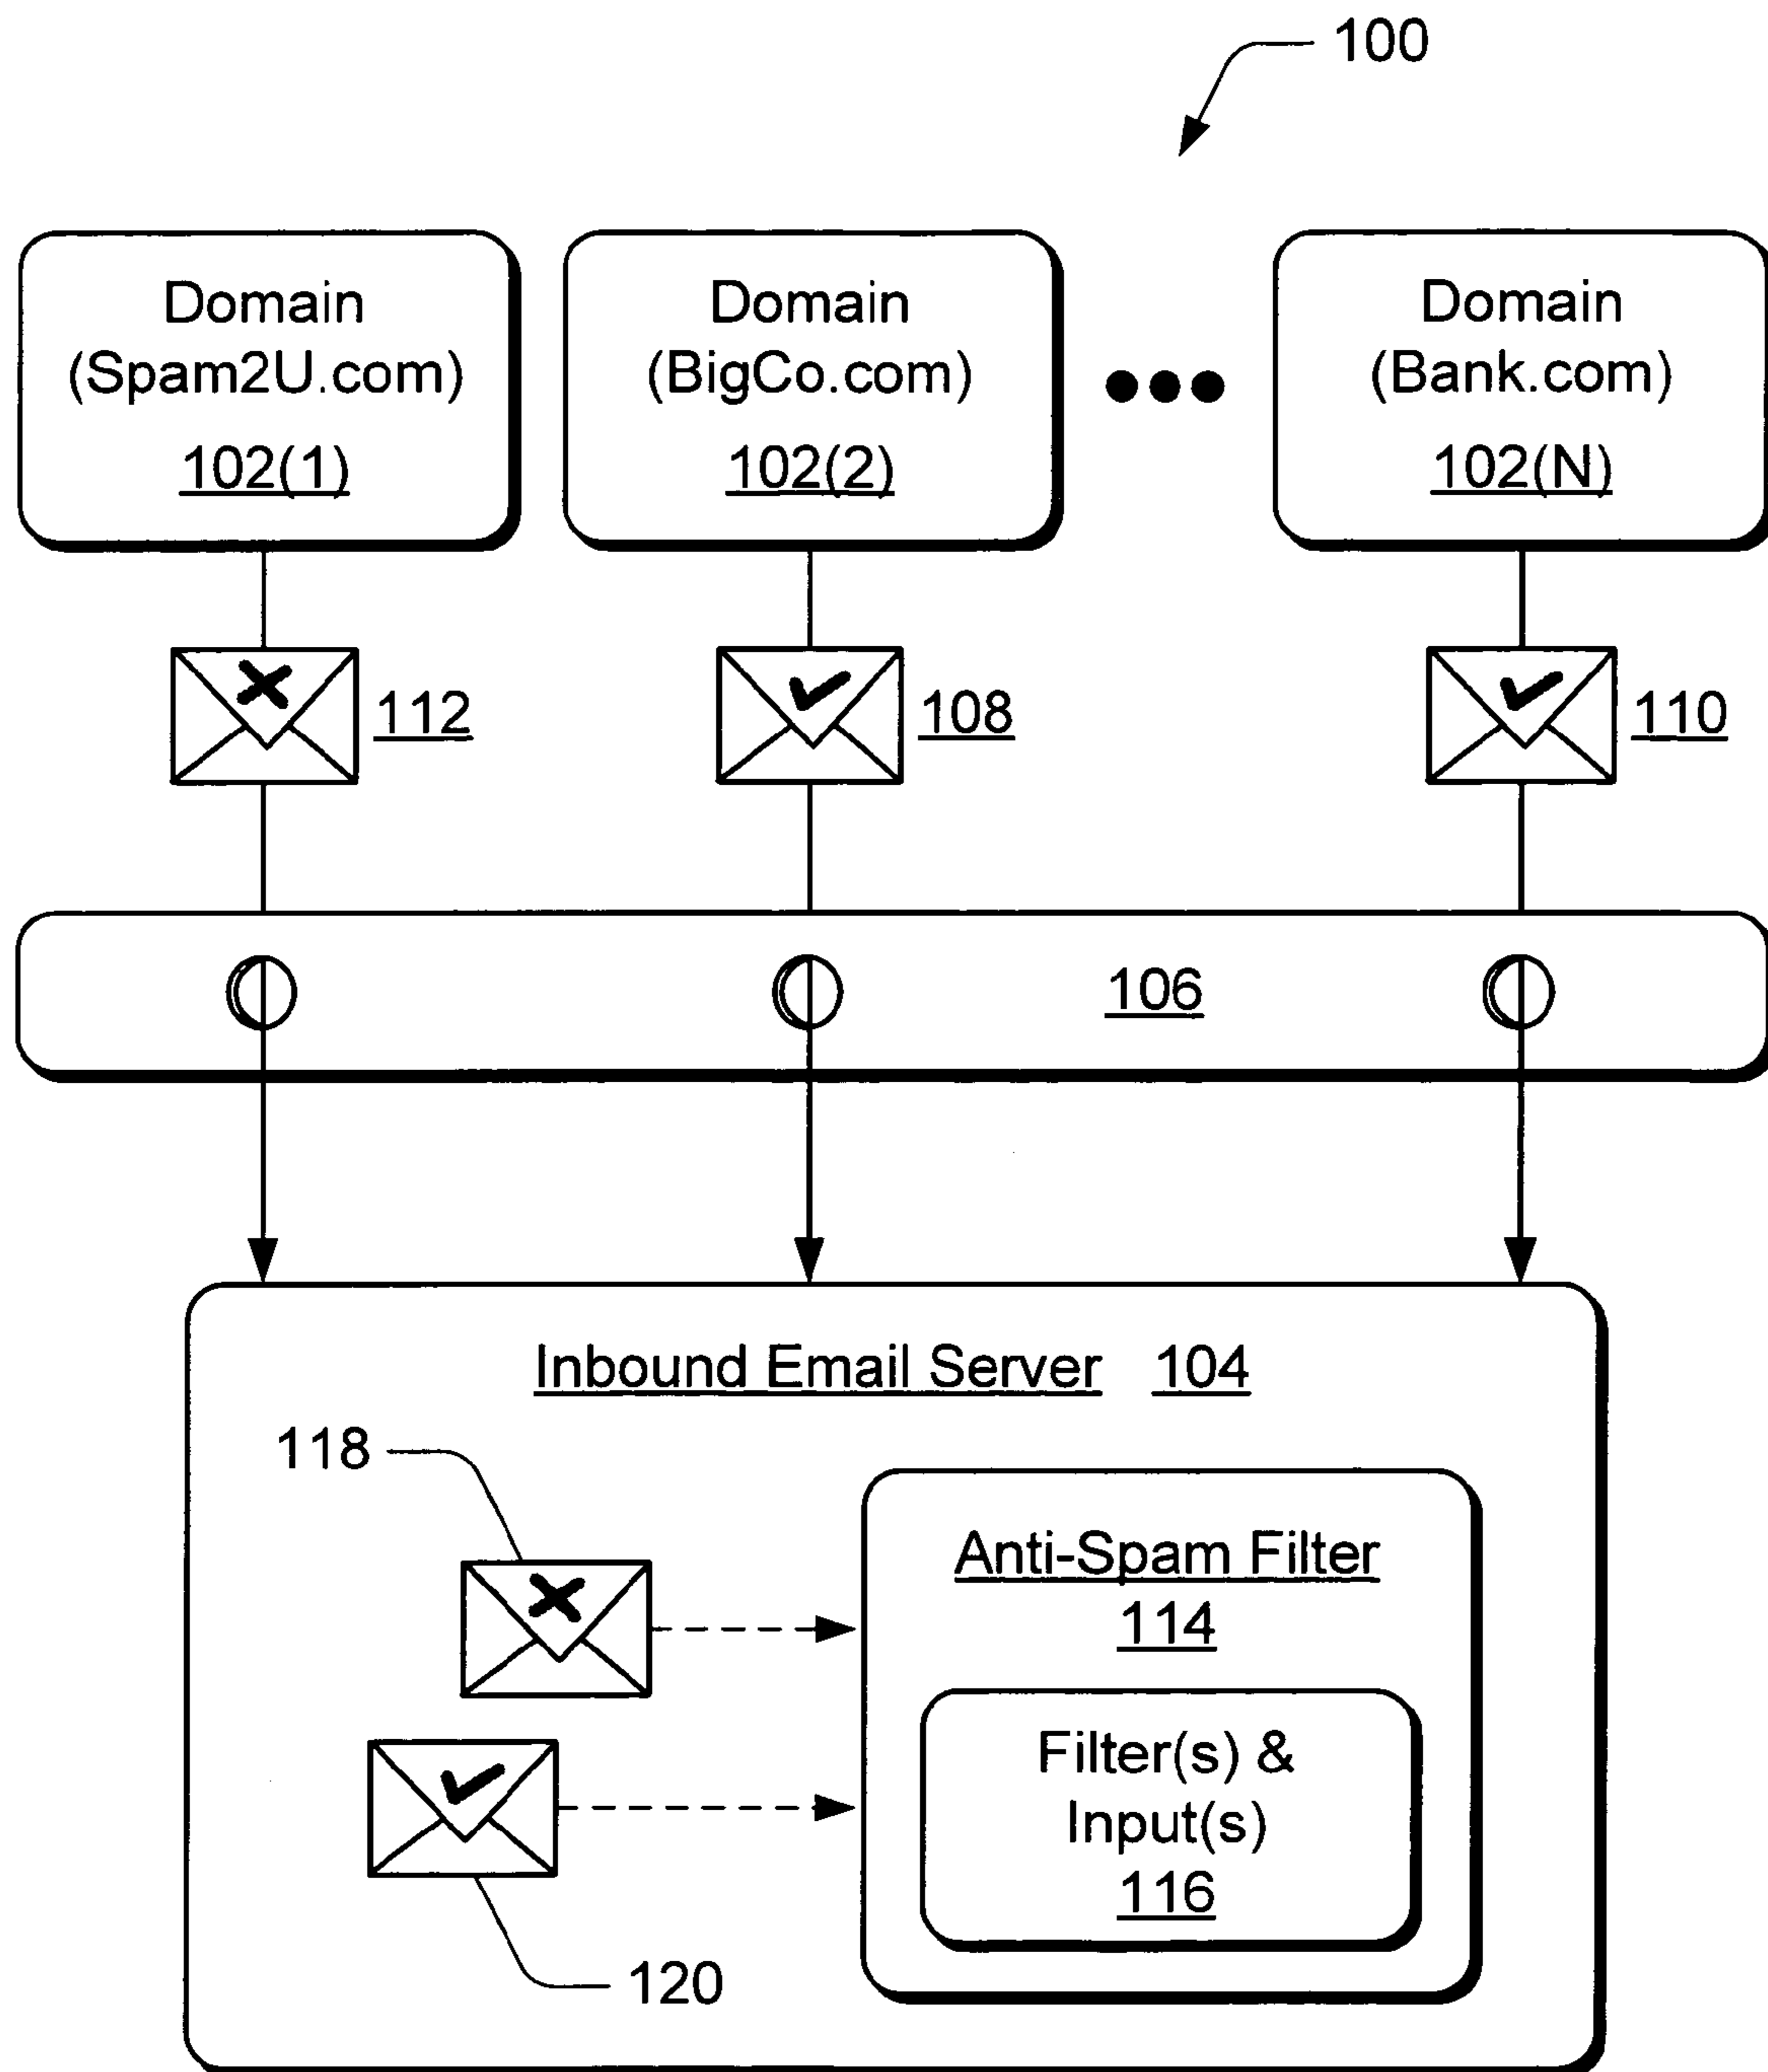 100
Domain
(Spam2U.com)
102(1)
Domain
(BigCo.com)
102(2)
Domain
(Bank.com)
102(N)
112
108
110
106
Inbound Email Server 104
118
Anti-Spam Filter
114
Filter(s) &
Input(s)
116
120